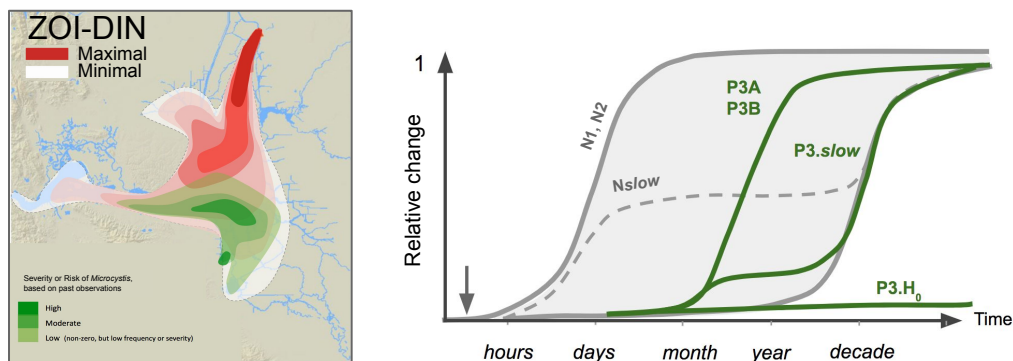 ZOI-DIN
Maximal
Minimal
Severity or Risk of Microcystis,
based on past observations
High
Moderate
Low (non-zero, but low frequency or severity)
Relative change
1
N1, N2
Nslow
P3A
P3B
P3.slow
P3.H0
Time
hours
days
month
year
decade